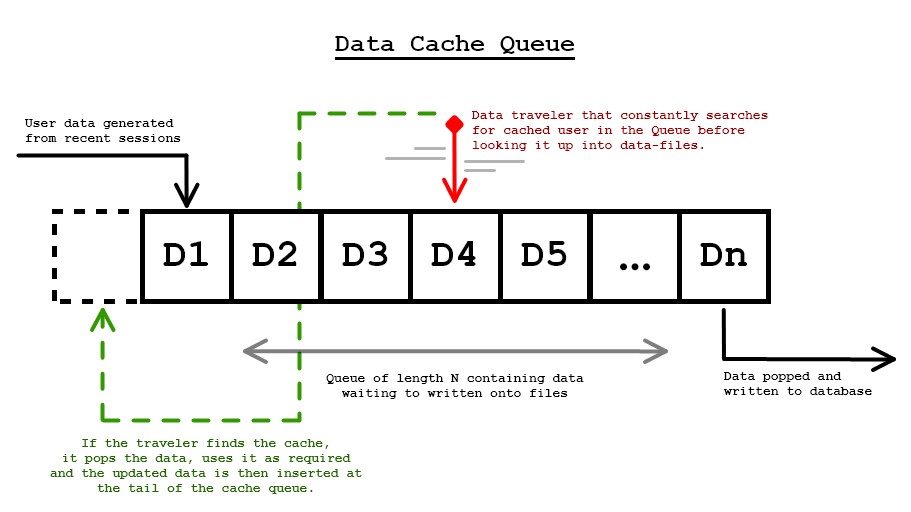 Data Cache Queue
User data generated
from recent sessions
Data traveler that constantly searches
for cached user in the Queue before
looking it up into data-files.
D1 D2 D3 D4 D5 ... Dn
Queue of length N containing data
waiting to written onto files
Data popped and
written to database
If the traveler finds the cache,
it pops the data, uses it as required
and the updated data is then inserted at
the tail of the cache queue.